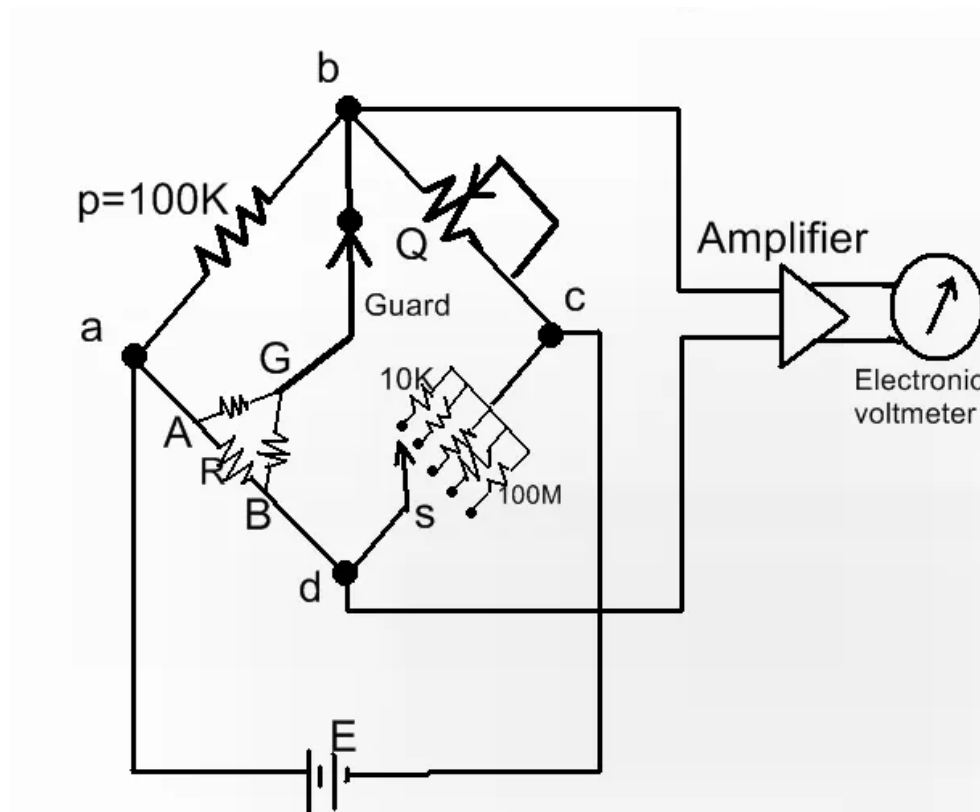 b
p=100K
Q
Amplifier
Guard
c
a
G
10K
Electronic
voltmeter
A
R
100M
B
s
d
E